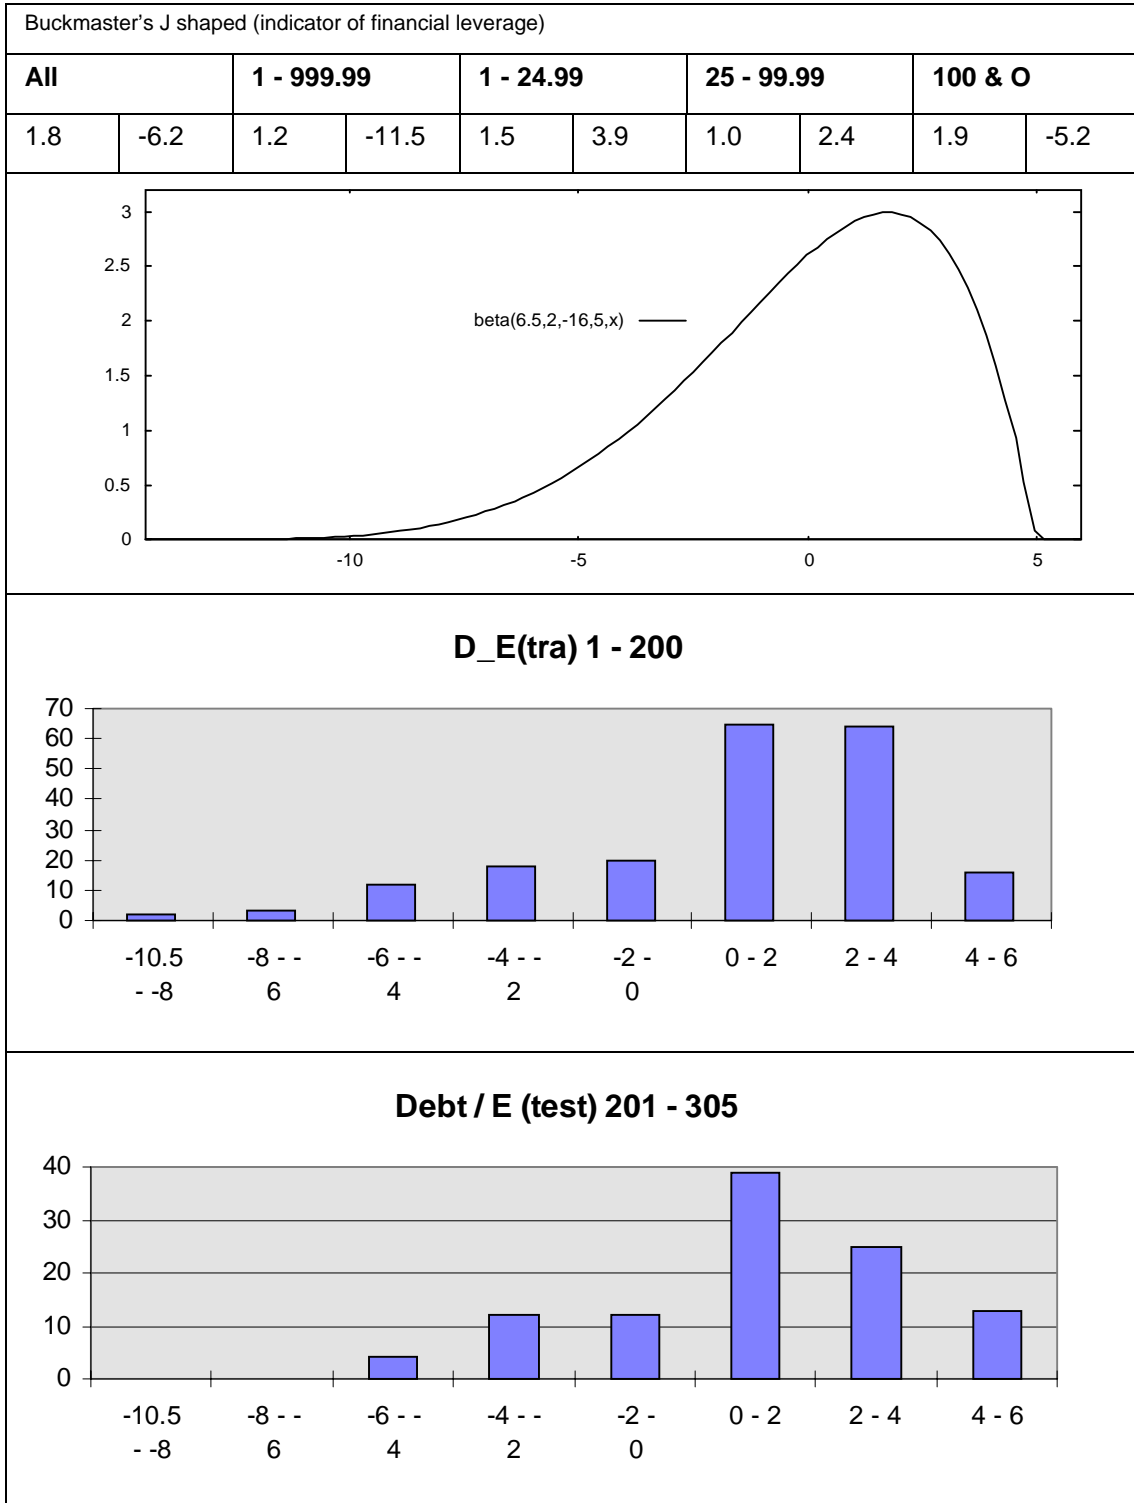 Buckmaster's J shaped (indicator of financial leverage)
All 1 - 999.99 1 - 24.99 25 - 99.99 100 & O
1.8 -6.2 1.2 -11.5 1.5 3.9 1.0 2.4 1.9 -5.2
3
2.5
2
beta(6.5,2,-16,5,x)
1.5
1
0.5
0
-10 -5 0 5
D_E(tra) 1 - 200
70
60
50
40
30
20
10
0
-10.5 -8 - - -6 - - -4 - - -2 - 0 - 2 2 - 4 4 - 6
- -8 6 4 2 0
Debt / E (test) 201 - 305
40
30
20
10
0
-10.5 -8 - - -6 - - -4 - - -2 - 0 - 2 2 - 4 4 - 6
- -8 6 4 2 0